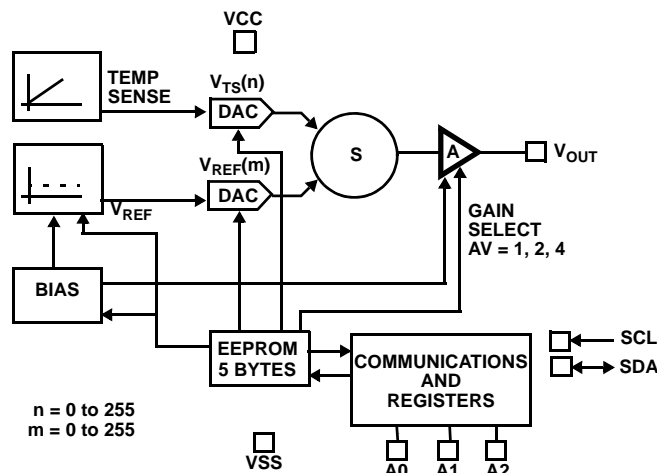 VCC
TEMP
SENSE
VTS(n)
DAC
S
A
VOUT
VREF(m)
DAC
VREF
GAIN
SELECT
AV = 1, 2, 4
BIAS
EEPROM
5 BYTES
COMMUNICATIONS
AND
REGISTERS
SCL
SDA
n = 0 to 255
m = 0 to 255
VSS
A0
A1
A2